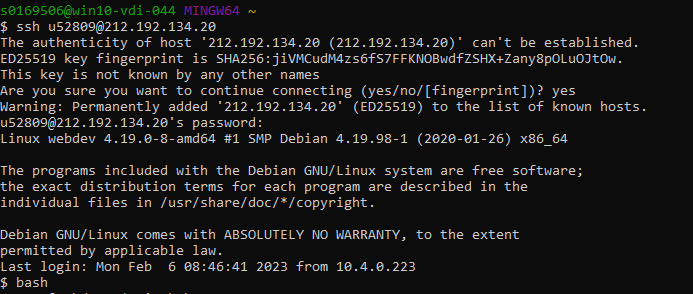 s0169506@win10-vdi-044 MINGW64 ~
$ ssh u52809@212.192.134.20
The authenticity of host '212.192.134.20 (212.192.134.20)' can't be established.
ED25519 key fingerprint is SHA256:jiVMCudM4zs6fS7FFKNOBwdfZSHX+Zany8pOLuOJtOw.
This key is not known by any other names
Are you sure you want to continue connecting (yes/no/[fingerprint])? yes
Warning: Permanently added '212.192.134.20' (ED25519) to the list of known hosts.
u52809@212.192.134.20's password:
Linux webdev 4.19.0-8-amd64 #1 SMP Debian 4.19.98-1 (2020-01-26) x86_64
The programs included with the Debian GNU/Linux system are free software;
the exact distribution terms for each program are described in the
individual files in /usr/share/doc/*/copyright.
Debian GNU/Linux comes with ABSOLUTELY NO WARRANTY, to the extent
permitted by applicable law.
Last login: Mon Feb  6 08:46:41 2023 from 10.4.0.223
$ bash